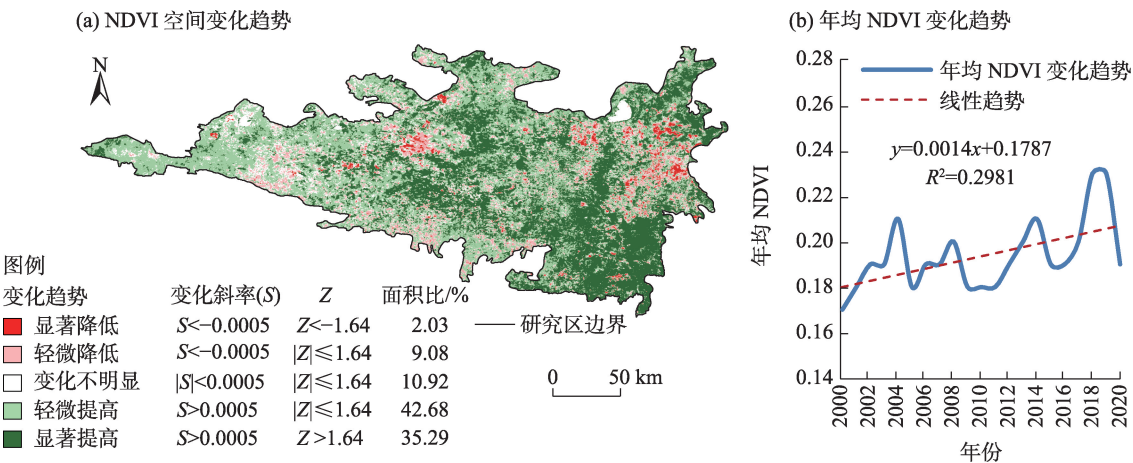 (a) NDVI 空间变化趋势
N
图例
变化趋势 变化斜率(S) Z 面积比/%
显著降低 S<−0.0005 Z<−1.64 2.03
轻微降低 S<−0.0005 |Z|≤1.64 9.08
变化不明显 |S|<0.0005 |Z|≤1.64 10.92
轻微提高 S>0.0005 |Z|≤1.64 42.68
显著提高 S>0.0005 Z>1.64 35.29
研究区边界
0 50 km
(b) 年均 NDVI 变化趋势
年均 NDVI
0.28
0.26
0.24
0.22
0.20
0.18
0.16
0.14
年均 NDVI 变化趋势
线性趋势
y=0.0014x+0.1787
R²=0.2981
2000 2002 2004 2006 2008 2010 2012 2014 2016 2018 2020
年份